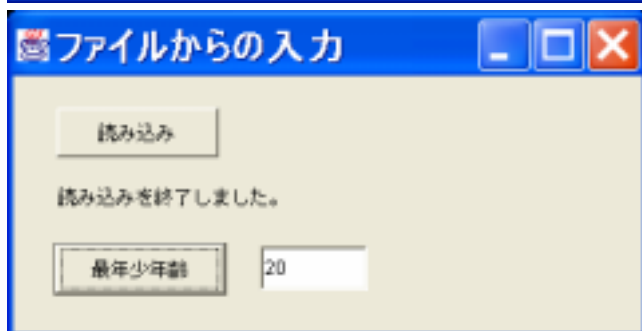 ファイルからの入力
読み込み
読み込みを終了しました。
最年少年齢
20